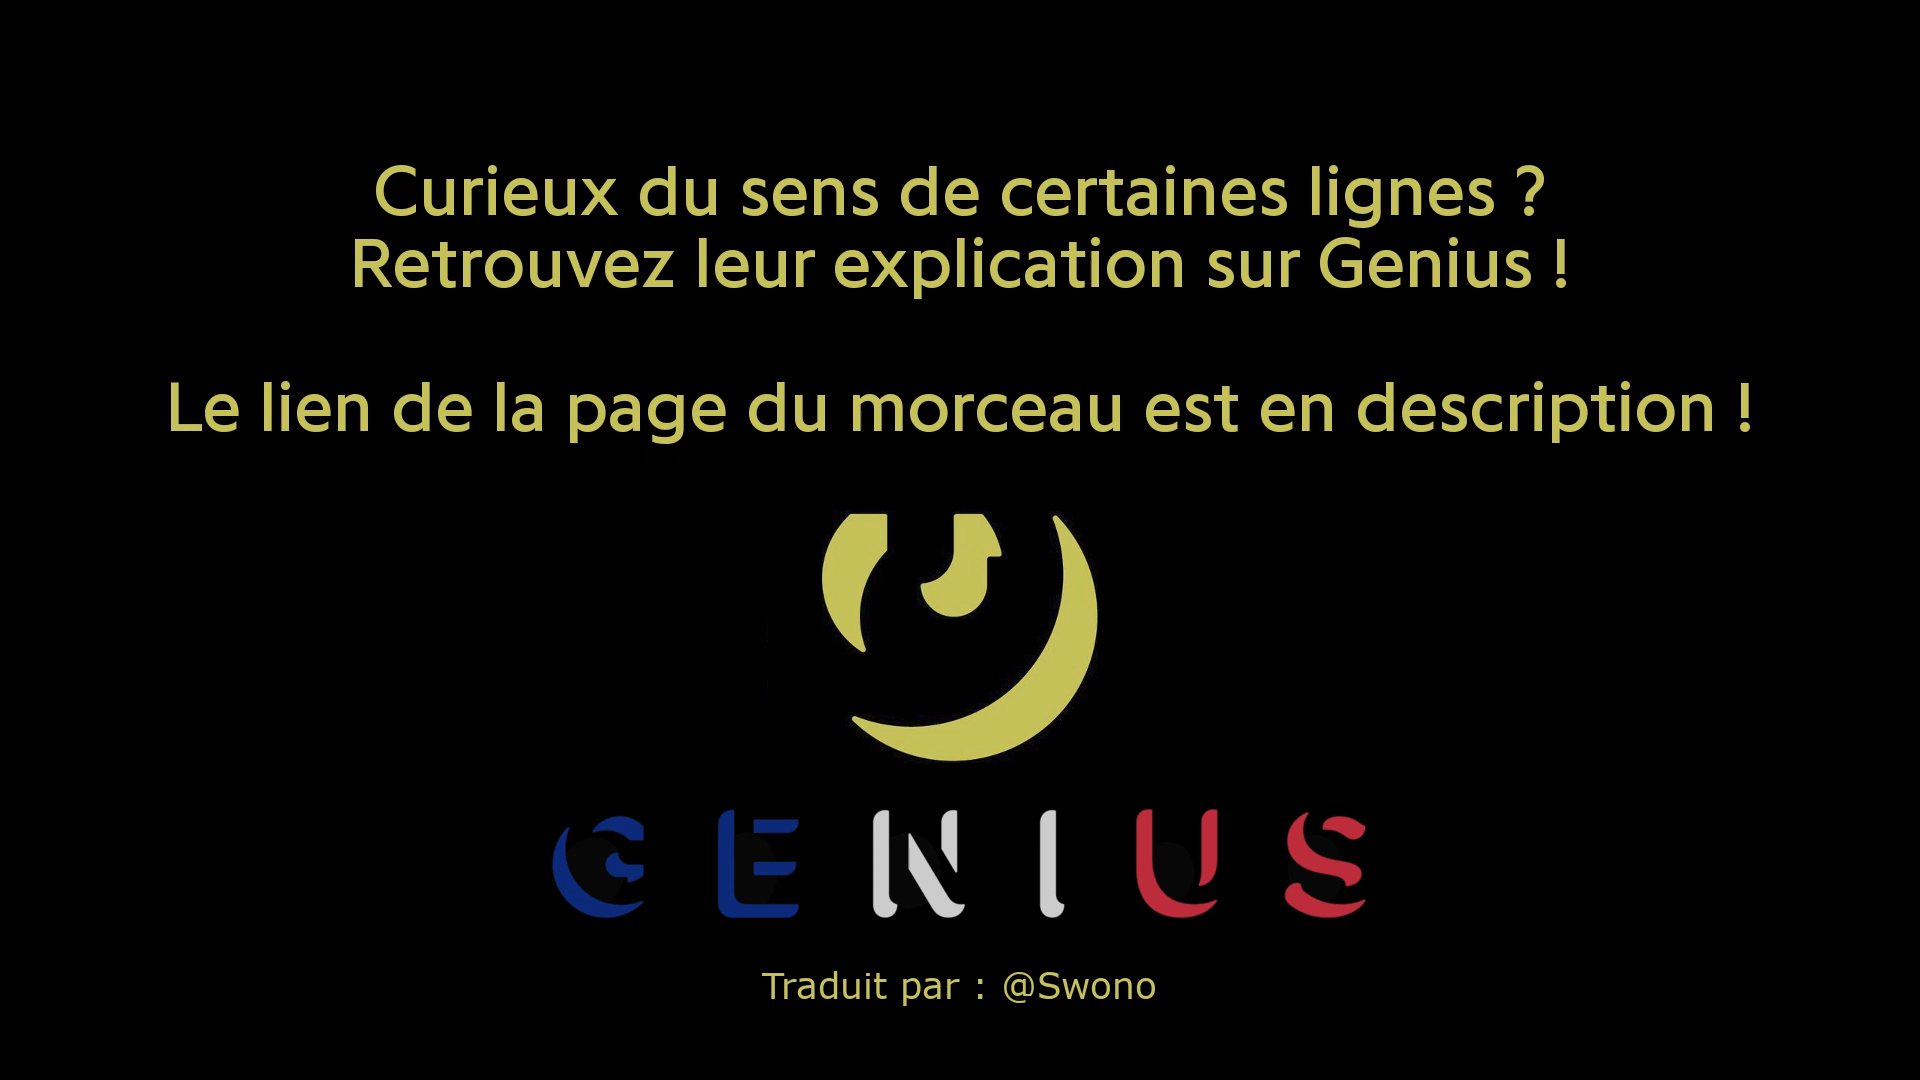 Curieux du sens de certaines lignes ?
Retrouvez leur explication sur Genius !
Le lien de la page du morceau est en description !
GENIUS
Traduit par : @Swono